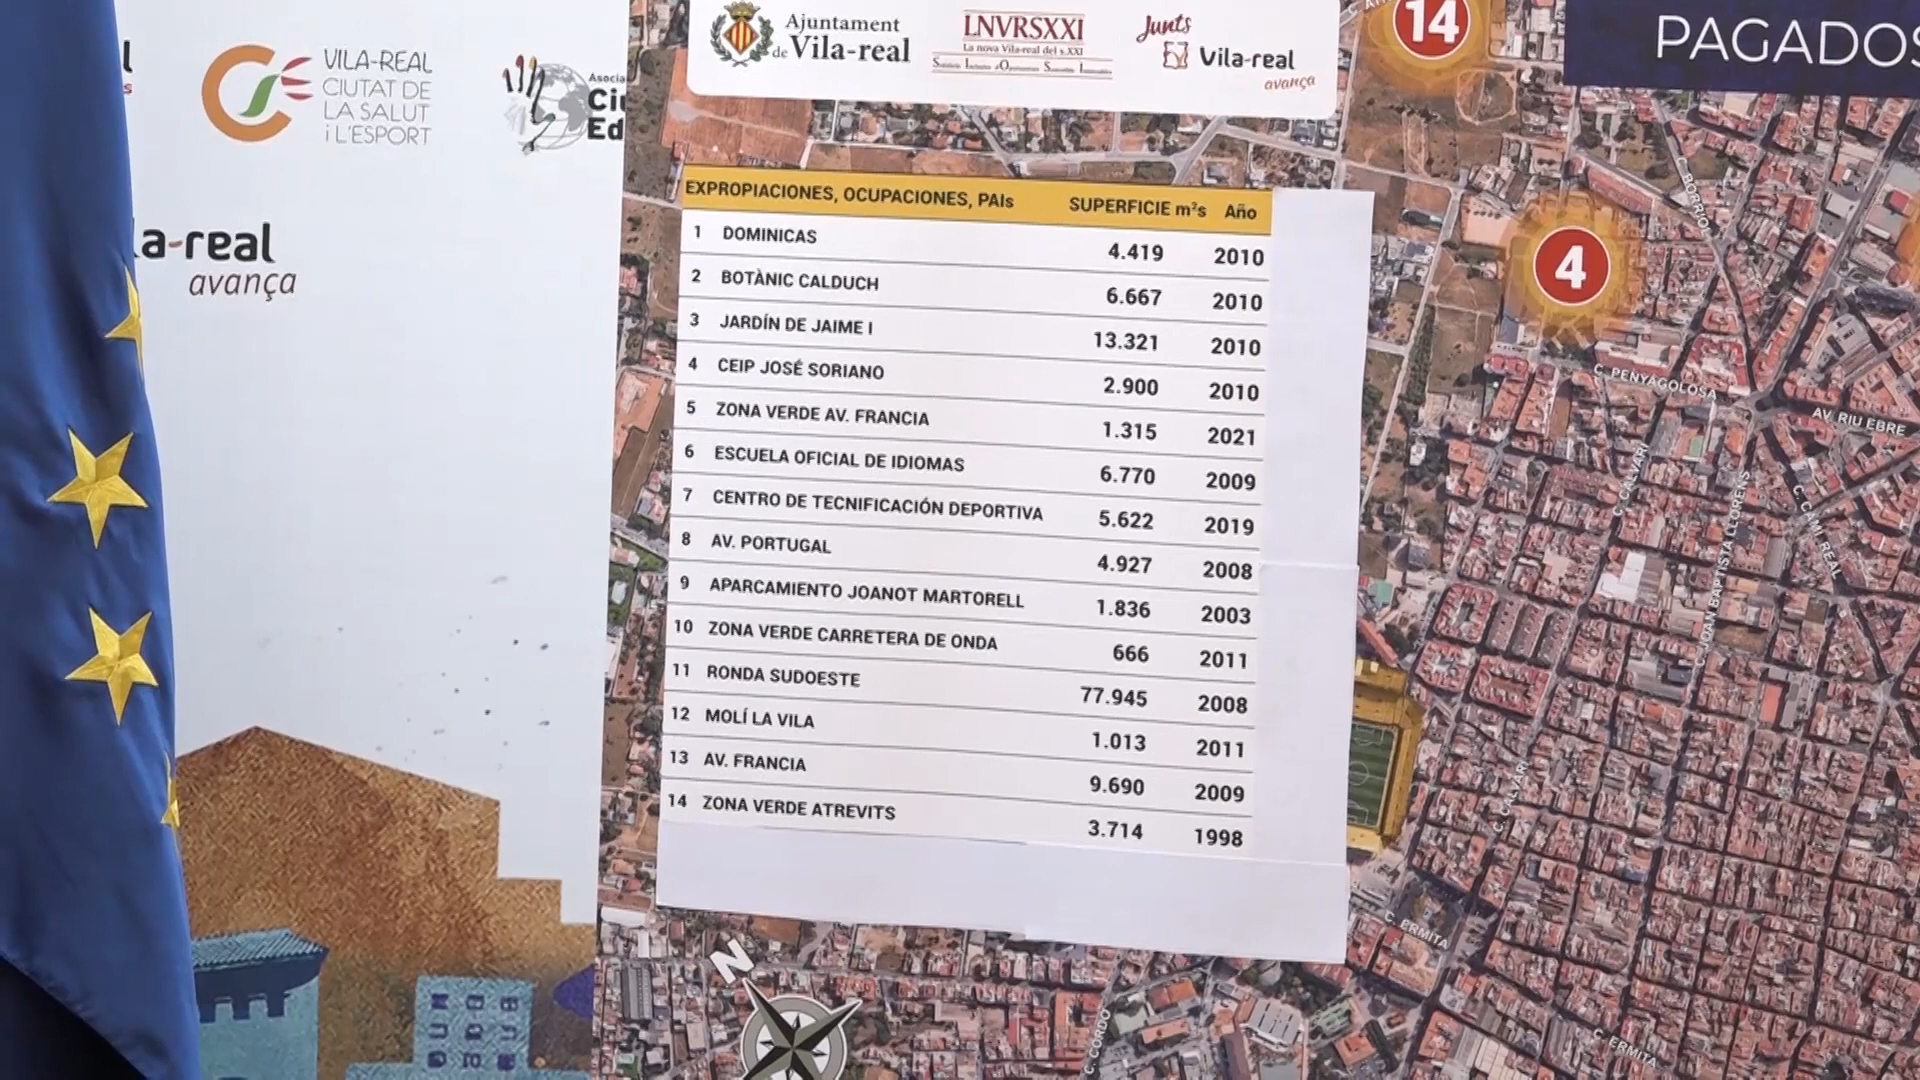 VILA-REAL
CIUTAT DE
LA SALUT
i L'ESPORT
la-real
avança
Ajuntament
de Vila-real
LNVRSXXI
La nova Vila-real del s.XXI
Junts
Vila-real
avança
14
PAGADOS
EXPROPIACIONES, OCUPACIONES, PAIs SUPERFICIE m²s Año
1 DOMINICAS 4.419 2010
2 BOTÀNIC CALDUCH 6.667 2010
3 JARDÍN DE JAIME I 13.321 2010
4 CEIP JOSÉ SORIANO 2.900 2010
5 ZONA VERDE AV. FRANCIA 1.315 2021
6 ESCUELA OFICIAL DE IDIOMAS 6.770 2009
7 CENTRO DE TECNIFICACIÓN DEPORTIVA 5.622 2019
8 AV. PORTUGAL 4.927 2008
9 APARCAMIENTO JOANOT MARTORELL 1.836 2003
10 ZONA VERDE CARRETERA DE ONDA 666 2011
11 RONDA SUDOESTE 77.945 2008
12 MOLÍ LA VILA 1.013 2011
13 AV. FRANCIA 9.690 2009
14 ZONA VERDE ATREVITS 3.714 1998
4
C. BORRIOL
C. PENYAGOLOSA
AV. RIU EBRE
C. CALVARI
C. JOAN BAPTISTA LLORENS
C. CAMÍ REAL
C. CALVARI
C. ERMITA
C. ERMITA
C. CORDO
N